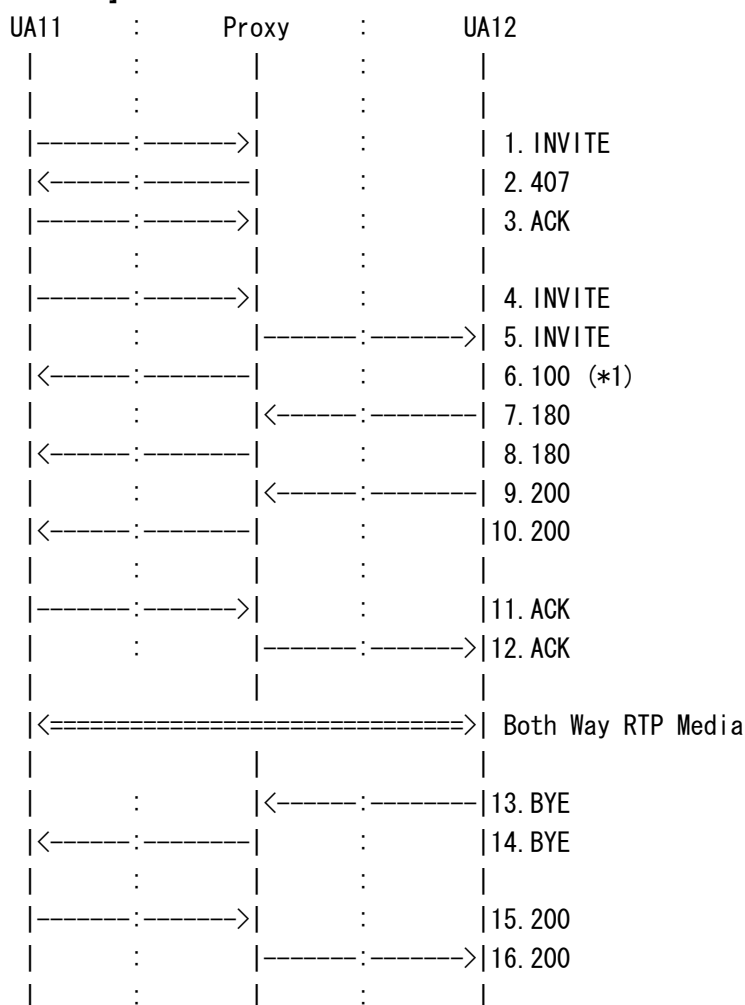 UA11 : Proxy : UA12
| : | : |
| : | : |
|------:------->| : | 1. INVITE
|<------:--------| : | 2. 407
|------:------->| : | 3. ACK
| : | : |
|------:------->| : | 4. INVITE
| : |------:------->| 5. INVITE
|<------:--------| : | 6. 100 (*1)
| : |<------:--------| 7. 180
|<------:--------| : | 8. 180
| : |<------:--------| 9. 200
|<------:--------| : |10. 200
| : | : |
|------:------->| : |11. ACK
| : |------:------->|12. ACK
| | |
|<===============================>| Both Way RTP Media
| | |
| : |<------:--------|13. BYE
|<------:--------| : |14. BYE
| : | : |
|------:------->| : |15. 200
| : |------:------->|16. 200
| : | : |